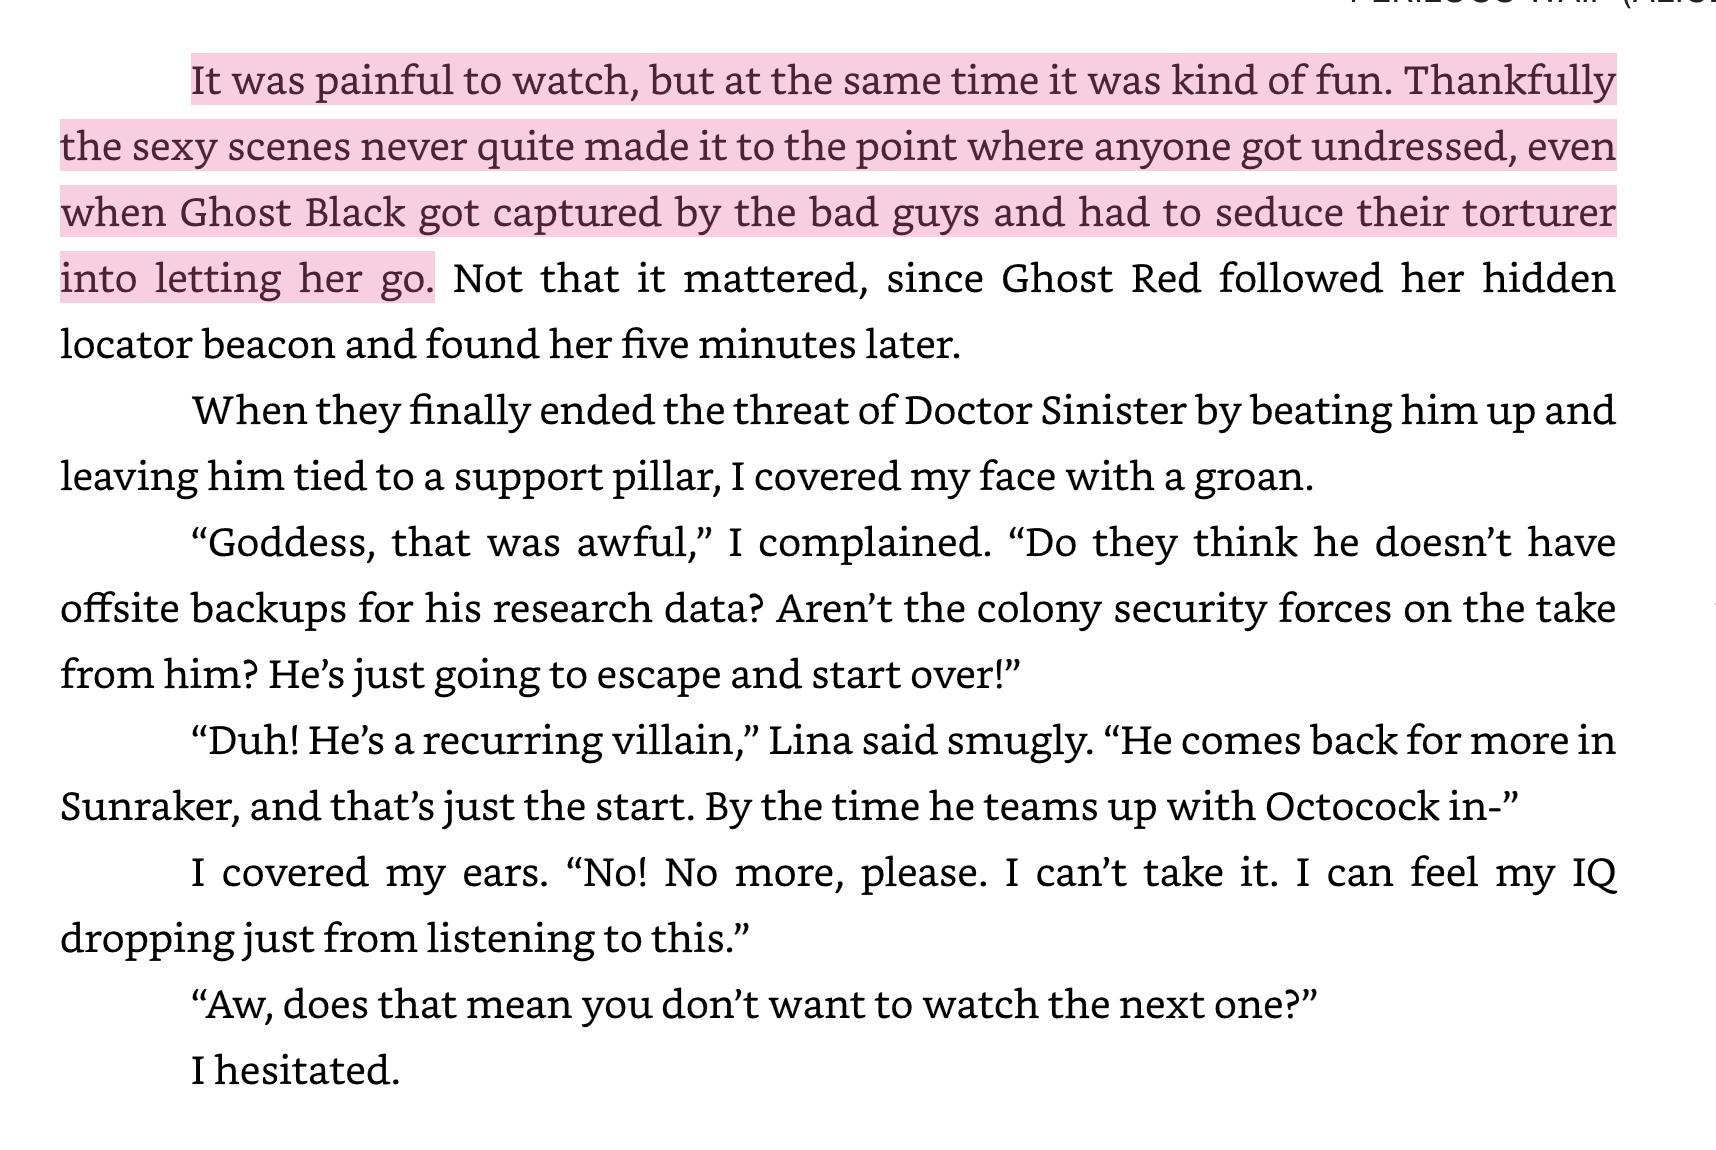 It was painful to watch, but at the same time it was kind of fun. Thankfully
the sexy scenes never quite made it to the point where anyone got undressed, even
when Ghost Black got captured by the bad guys and had to seduce their torturer
into letting her go. Not that it mattered, since Ghost Red followed her hidden
locator beacon and found her five minutes later.
When they finally ended the threat of Doctor Sinister by beating him up and
leaving him tied to a support pillar, I covered my face with a groan.
“Goddess, that was awful,” I complained. “Do they think he doesn’t have
offsite backups for his research data? Aren’t the colony security forces on the take
from him? He’s just going to escape and start over!”
“Duh! He’s a recurring villain,” Lina said smugly. “He comes back for more in
Sunraker, and that’s just the start. By the time he teams up with Octocock in-”
I covered my ears. “No! No more, please. I can’t take it. I can feel my IQ
dropping just from listening to this.”
“Aw, does that mean you don’t want to watch the next one?”
I hesitated.